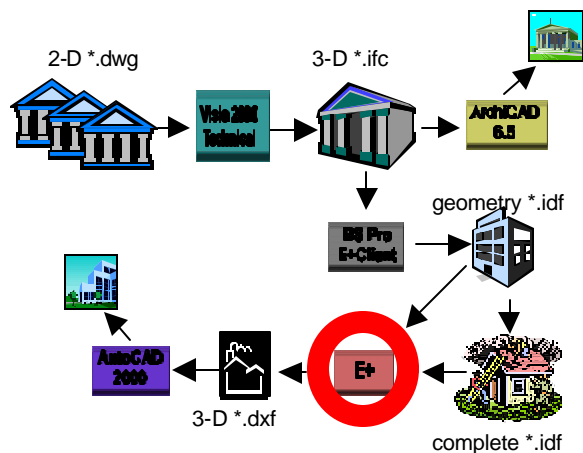 2-D *.dwg
3-D *.ifc
Visio 2000
Technical
ArchiCAD
6.5
geometry *.idf
BS Pro
E+Client
AutoCAD
2000
E+
3-D *.dxf
complete *.idf